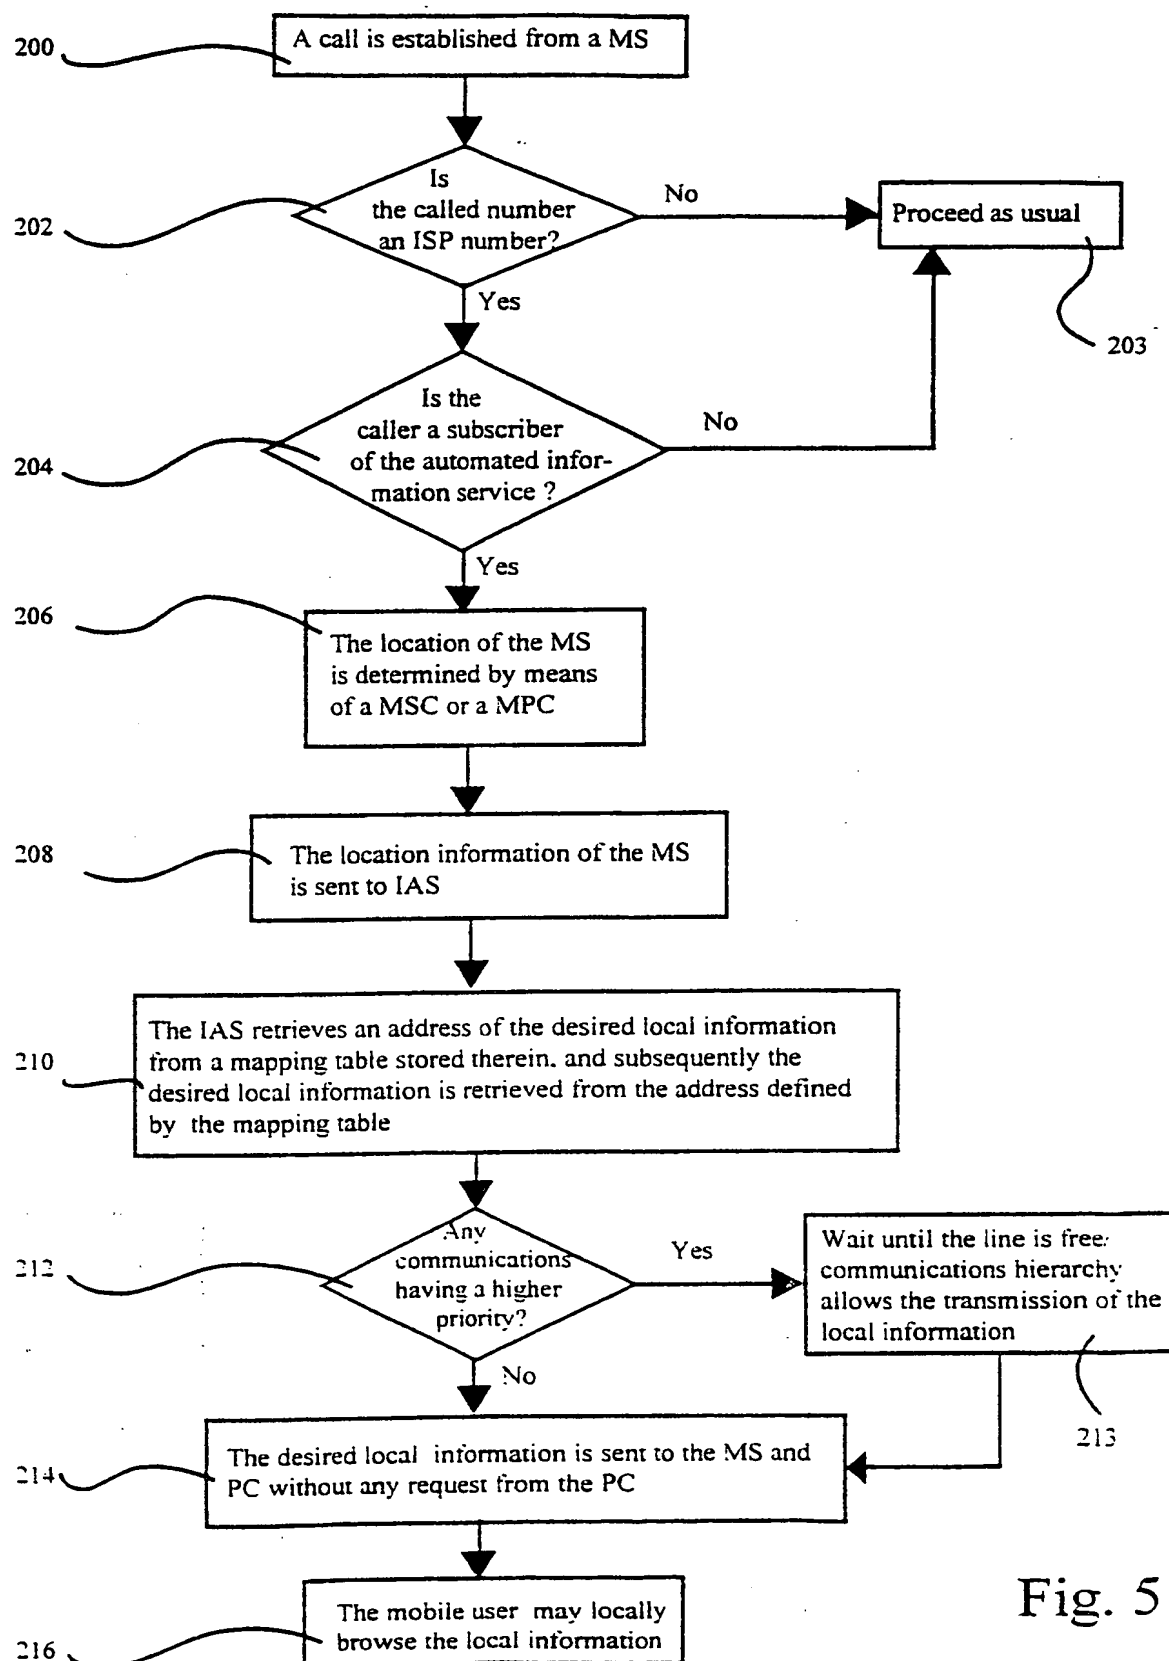 200
A call is established from a MS
202
Is
the called number
an ISP number?
No
Proceed as usual
203
Yes
204
Is the
caller a subscriber
of the automated infor-
mation service ?
No
Yes
206
The location of the MS
is determined by means
of a MSC or a MPC
208
The location information of the MS
is sent to IAS
210
The IAS retrieves an address of the desired local information
from a mapping table stored therein. and subsequently the
desired local information is retrieved from the address defined
by the mapping table
212
Any
communications
having a higher
priority?
Yes
Wait until the line is free/
communications hierarchy
allows the transmission of the
local information
213
No
214
The desired local information is sent to the MS and
PC without any request from the PC
216
The mobile user may locally
browse the local information
Fig. 5